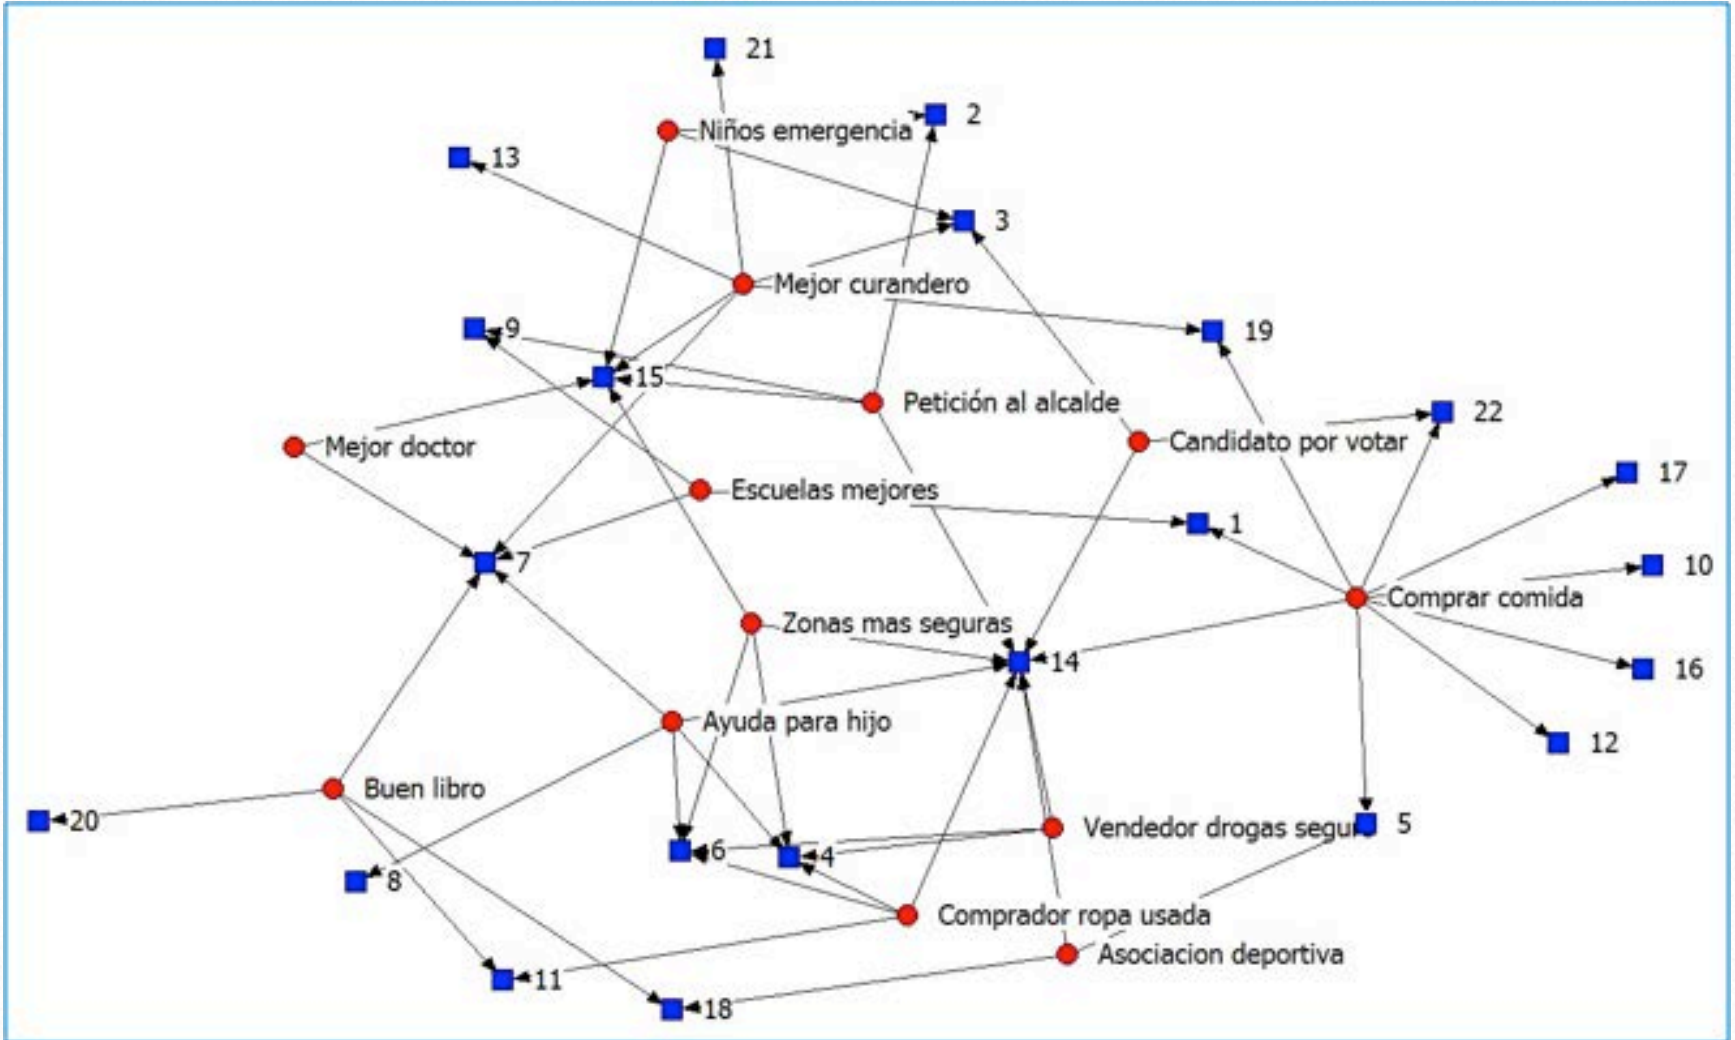 21
2
Niños emergencia
13
3
Mejor curandero
9
19
15
Petición al alcalde
22
Mejor doctor
Candidato por votar
17
Escuelas mejores
1
7
10
Comprar comida
Zonas mas seguras
14
16
Ayuda para hijo
12
Buen libro
20
5
Vendedor drogas segur
6
4
8
Comprador ropa usada
Asociacion deportiva
11
18